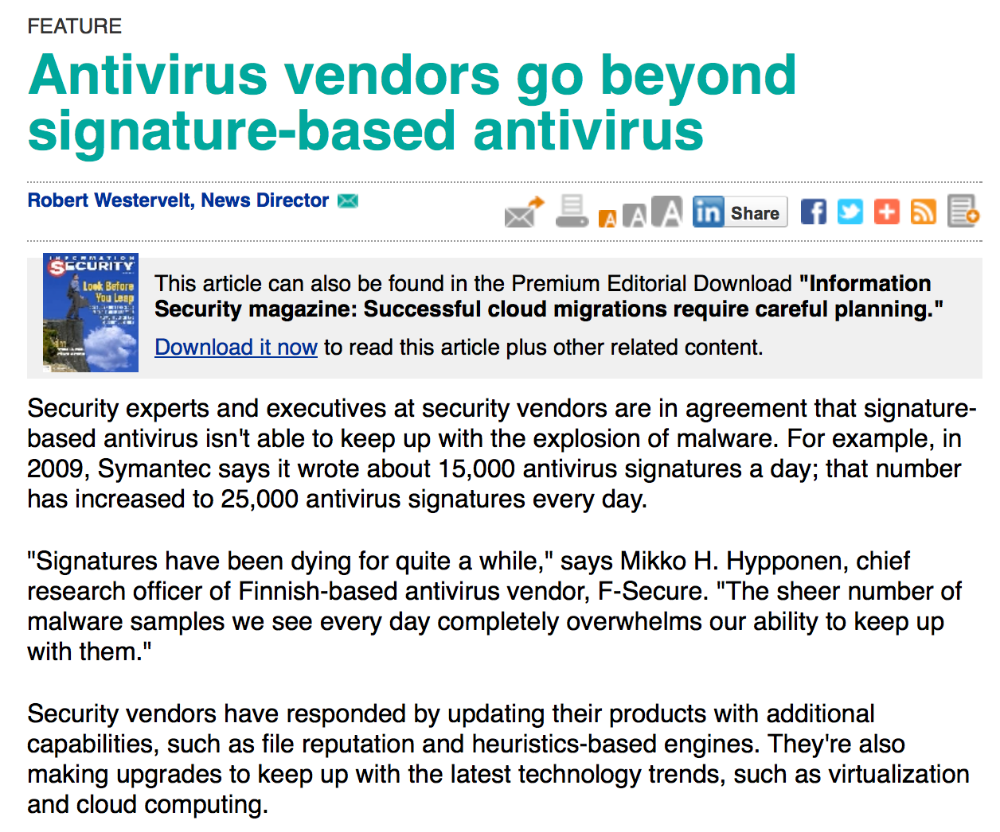 FEATURE
Antivirus vendors go beyond
signature-based antivirus
Robert Westervelt, News Director
A A A in Share f
INFORMATION
SECURITY
Look Before
You Leap
This article can also be found in the Premium Editorial Download "Information
Security magazine: Successful cloud migrations require careful planning."
Download it now to read this article plus other related content.
Security experts and executives at security vendors are in agreement that signature-
based antivirus isn't able to keep up with the explosion of malware. For example, in
2009, Symantec says it wrote about 15,000 antivirus signatures a day; that number
has increased to 25,000 antivirus signatures every day.
"Signatures have been dying for quite a while," says Mikko H. Hypponen, chief
research officer of Finnish-based antivirus vendor, F-Secure. "The sheer number of
malware samples we see every day completely overwhelms our ability to keep up
with them."
Security vendors have responded by updating their products with additional
capabilities, such as file reputation and heuristics-based engines. They're also
making upgrades to keep up with the latest technology trends, such as virtualization
and cloud computing.